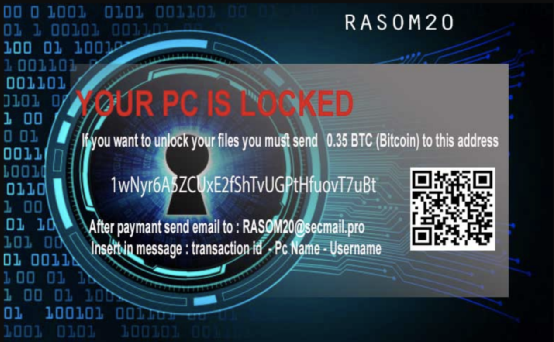 RASOM20
YOUR PC IS LOCKED
If you want to unlock your files you must send 0.35 BTC (Bitcoin) to this address
1wNyr6A5ZCUxE2fShTvUGPtHfuovT7uBt
After paymant send email to : RASOM20@secmail.pro
Insert in message : transaction id - Pc Name - Username